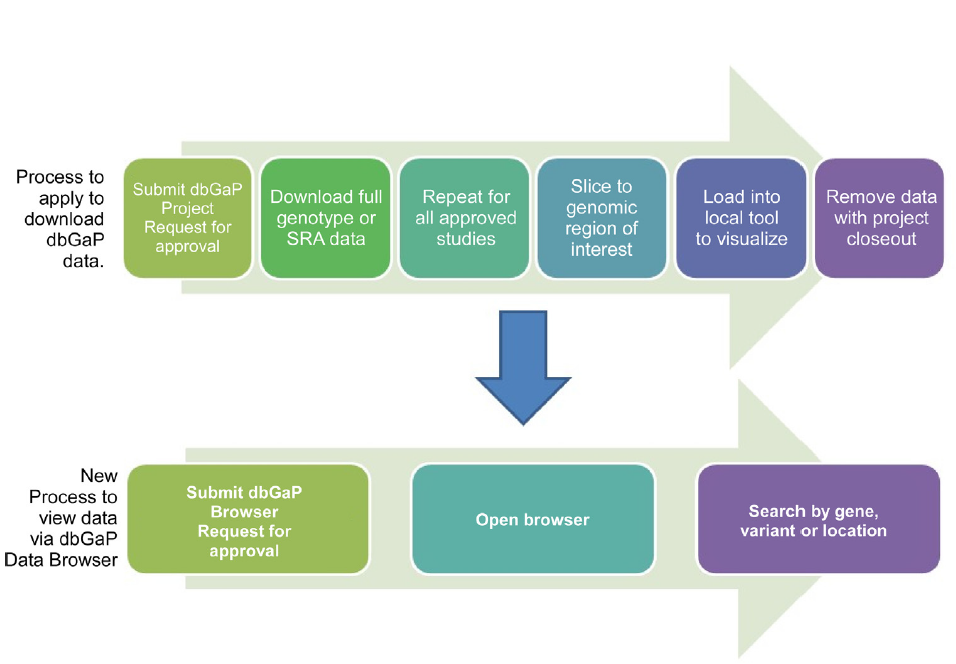 Process to
apply to
download
dbGaP
data.
Submit dbGaP
Project
Request for
approval
Download full
genotype or
SRA data
Repeat for
all approved
studies
Slice to
genomic
region of
interest
Load into
local tool
to visualize
Remove data
with project
closeout
New
Process to
view data
via dbGaP
Data Browser
Submit dbGaP
Browser
Request for
approval
Open browser
Search by gene,
variant or location